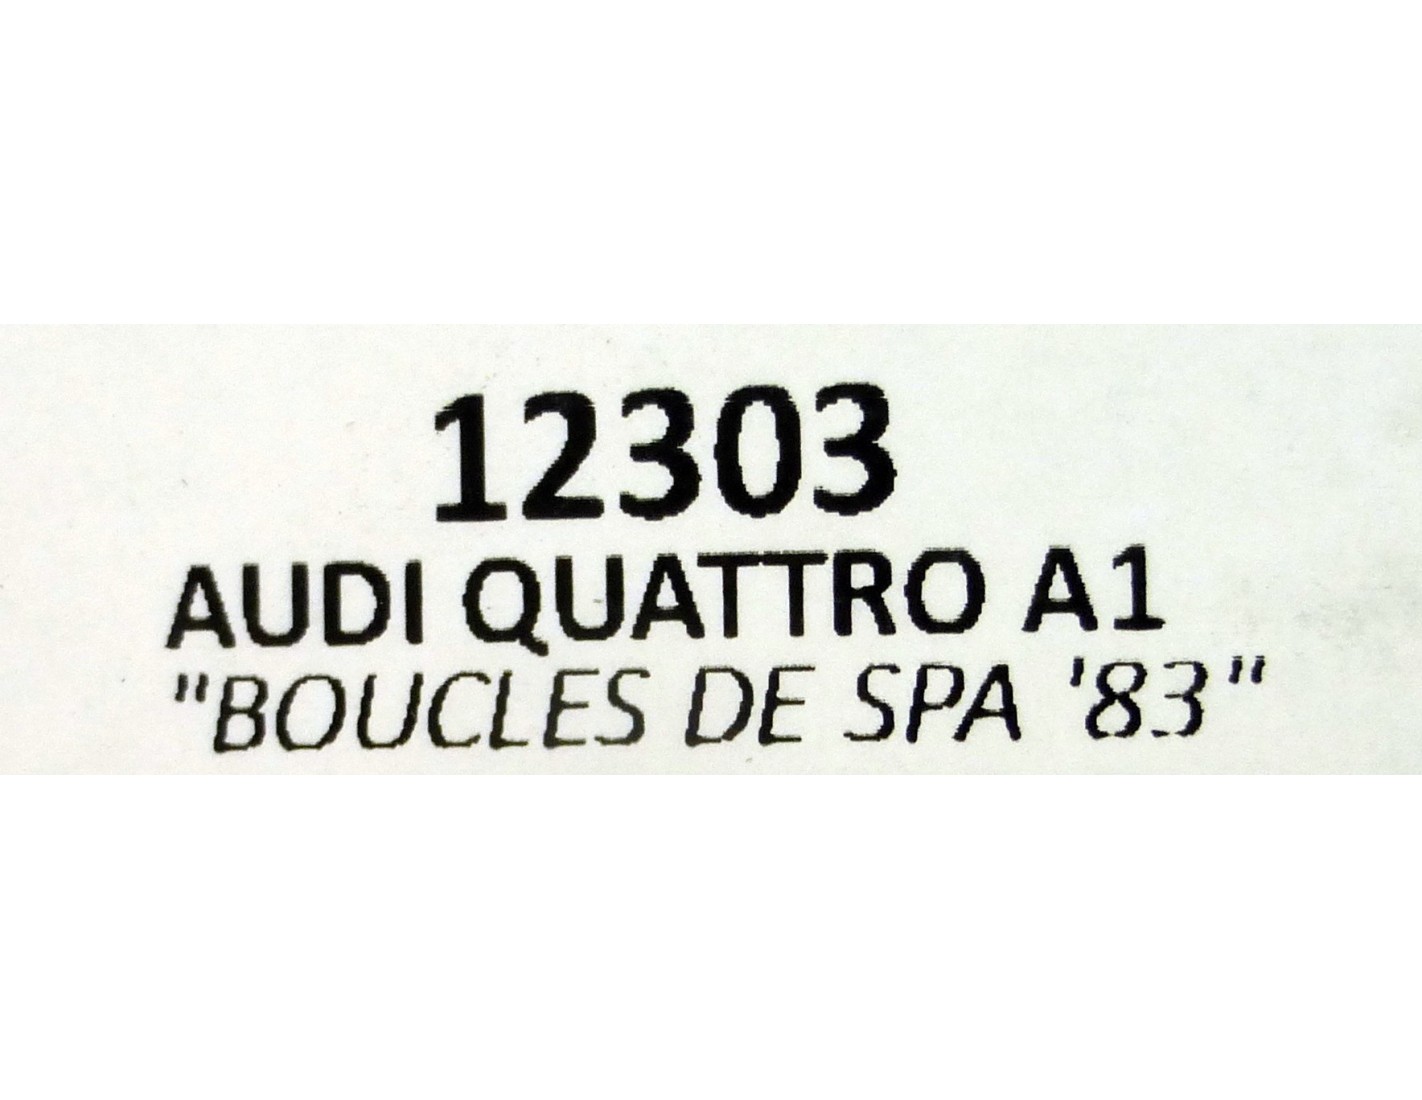 12303
AUDI QUATTRO A1
"BOUCLES DE SPA '83"